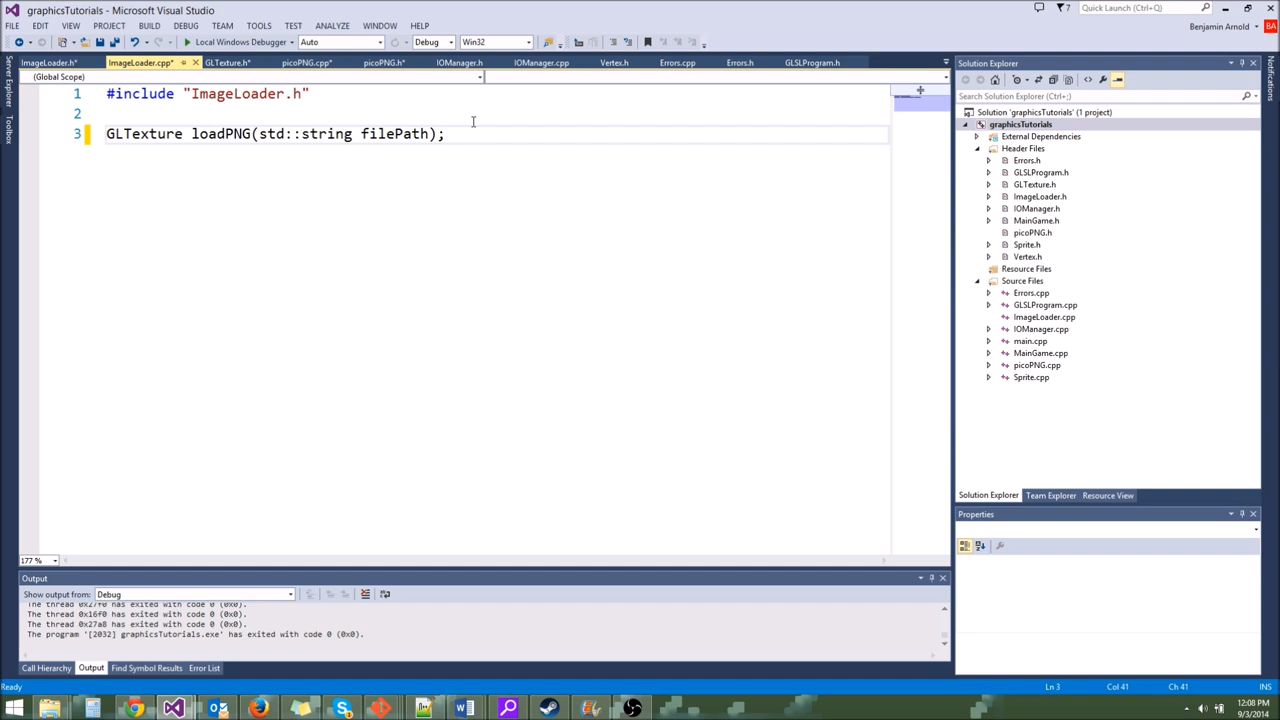 graphicsTutorials - Microsoft Visual Studio
7
Quick Launch (Ctrl+Q)
FILE EDIT VIEW PROJECT BUILD DEBUG TEAM TOOLS TEST ANALYZE WINDOW HELP
Benjamin Arnold BA
Local Windows Debugger Auto Debug Win32
ImageLoader.h* ImageLoader.cpp* GLTexture.h* picoPNG.cpp* picoPNG.h* IOManager.h IOManager.cpp Vertex.h Errors.cpp Errors.h GLSLProgram.h
(Global Scope)
Server Explorer
Toolbox
1 #include "ImageLoader.h"
2
3 GLTexture loadPNG(std::string filePath);
177 %
Solution Explorer
Search Solution Explorer (Ctrl+;)
Solution 'graphicsTutorials' (1 project)
graphicsTutorials
External Dependencies
Header Files
Errors.h
GLSLProgram.h
GLTexture.h
ImageLoader.h
IOManager.h
MainGame.h
picoPNG.h
Sprite.h
Vertex.h
Resource Files
Source Files
Errors.cpp
GLSLProgram.cpp
ImageLoader.cpp
IOManager.cpp
main.cpp
MainGame.cpp
picoPNG.cpp
Sprite.cpp
Solution Explorer Team Explorer Resource View
Properties
Notifications
Output
Show output from: Debug
The thread 0x27f0 has exited with code 0 (0x0).
The thread 0x16f0 has exited with code 0 (0x0).
The thread 0x27a8 has exited with code 0 (0x0).
The program '[2032] graphicsTutorials.exe' has exited with code 0 (0x0).
Call Hierarchy Output Find Symbol Results Error List
Ready Ln 3 Col 41 Ch 41 INS
12:08 PM
9/3/2014